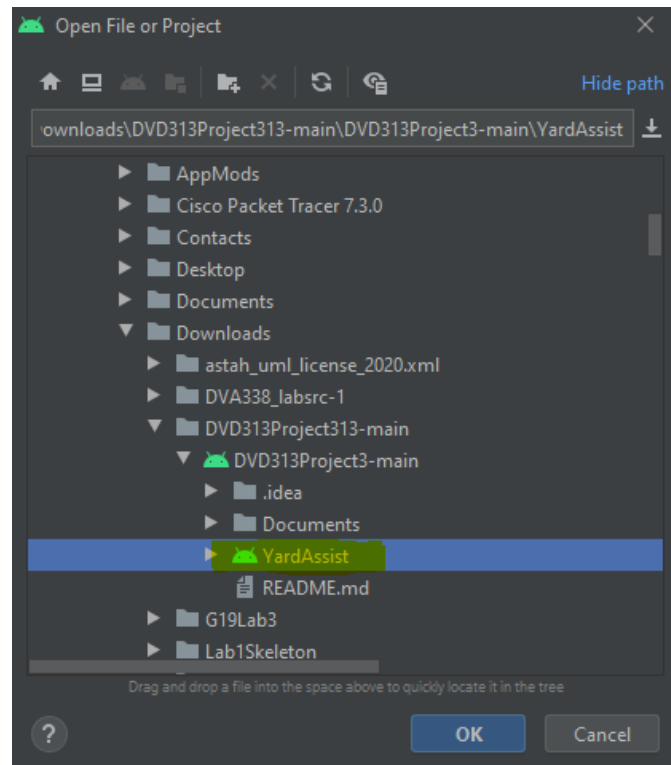 Open File or Project
Hide path
ownloads\DVD313Project313-main\DVD313Project3-main\YardAssist
AppMods
Cisco Packet Tracer 7.3.0
Contacts
Desktop
Documents
Downloads
astah_uml_license_2020.xml
DVA338_labsrc-1
DVD313Project313-main
DVD313Project3-main
.idea
Documents
YardAssist
README.md
G19Lab3
Lab1Skeleton
Drag and drop a file into the space above to quickly locate it in the tree
?
OK
Cancel